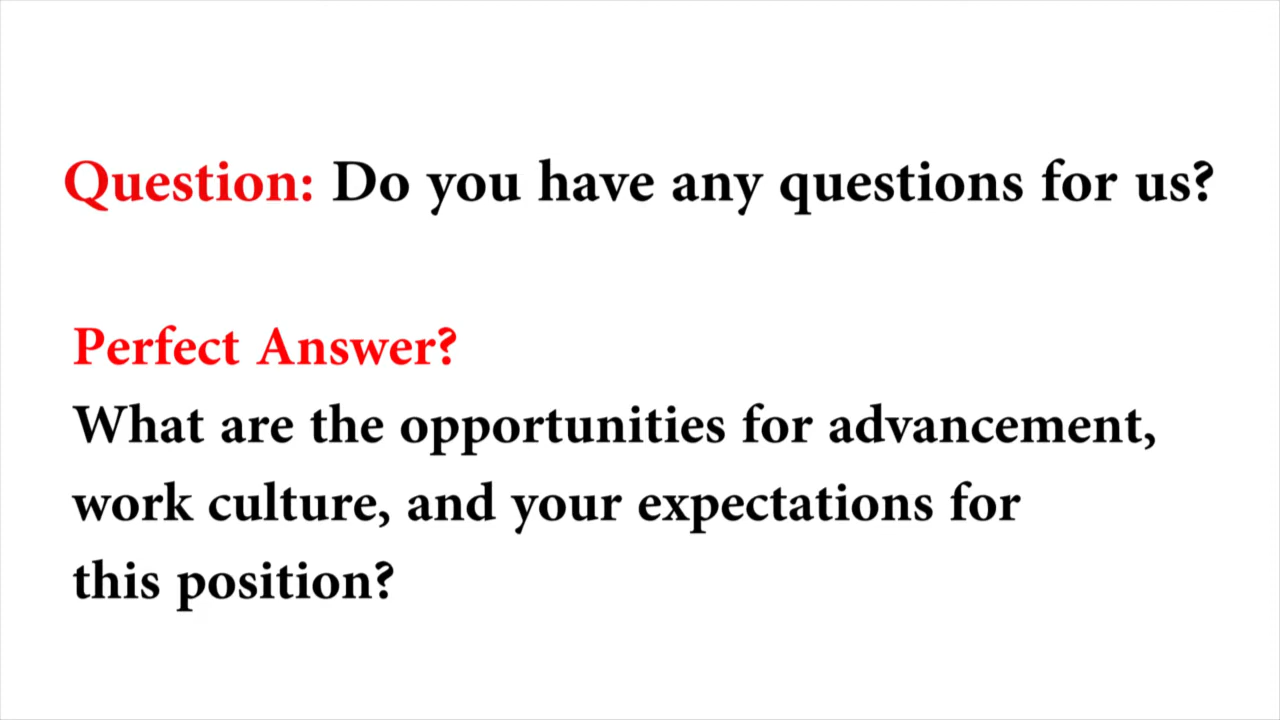 Question: Do you have any questions for us?
Perfect Answer?
What are the opportunities for advancement,
work culture, and your expectations for
this position?